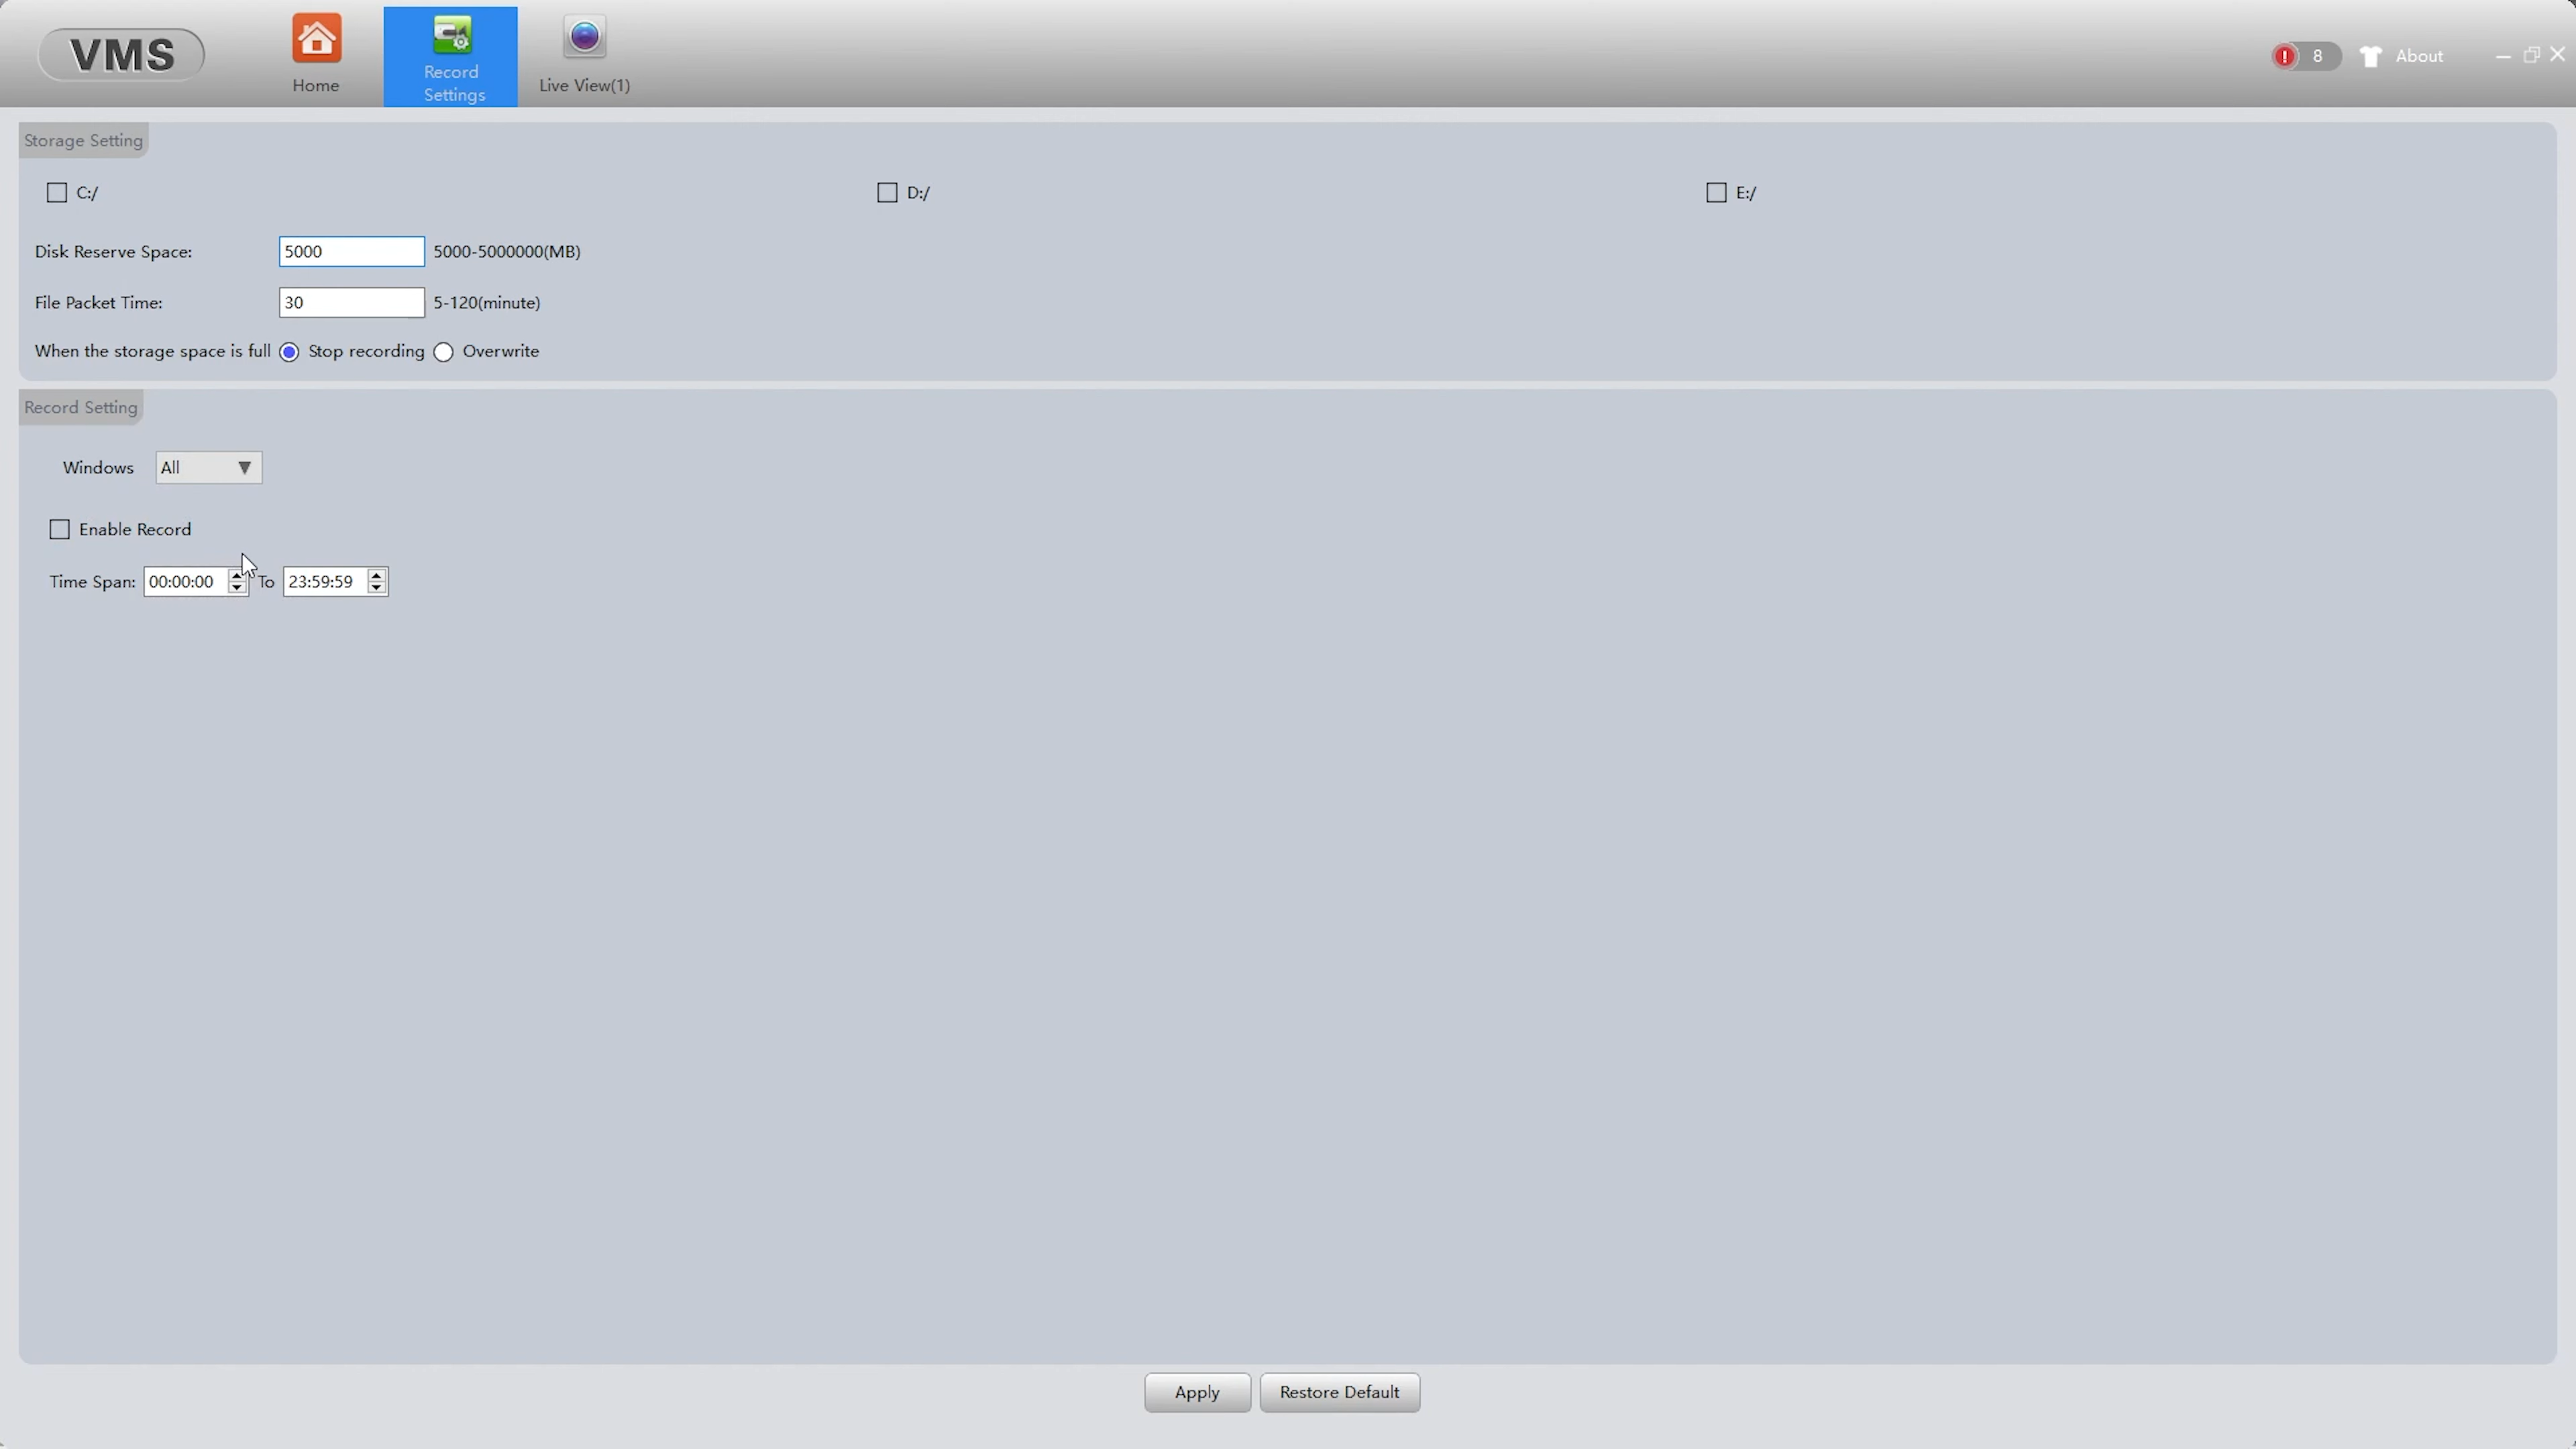 VMS
Home
Record
Settings
Live View(1)
8
About
Storage Setting
C:/
D:/
E:/
Disk Reserve Space:
5000
5000-5000000(MB)
File Packet Time:
30
5-120(minute)
When the storage space is full
Stop recording
Overwrite
Record Setting
Windows
All
Enable Record
Time Span:
00:00:00
To
23:59:59
Apply
Restore Default